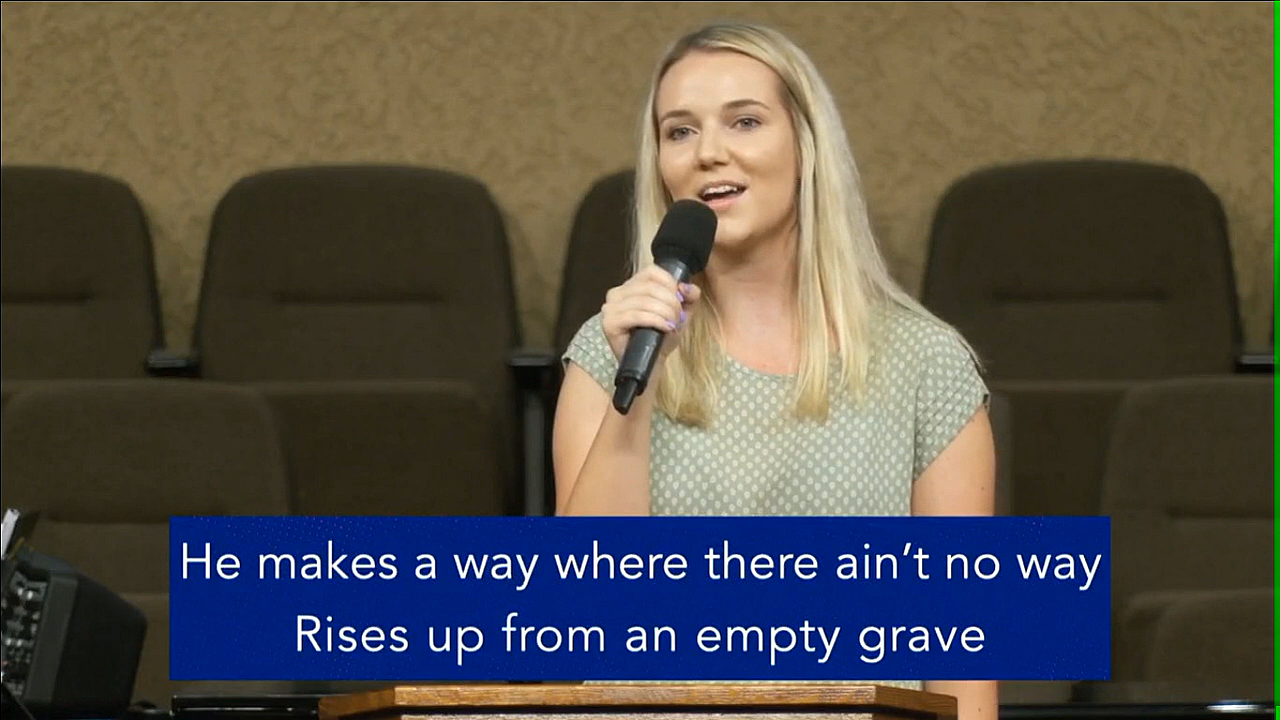 He makes a way where there ain’t no way
Rises up from an empty grave